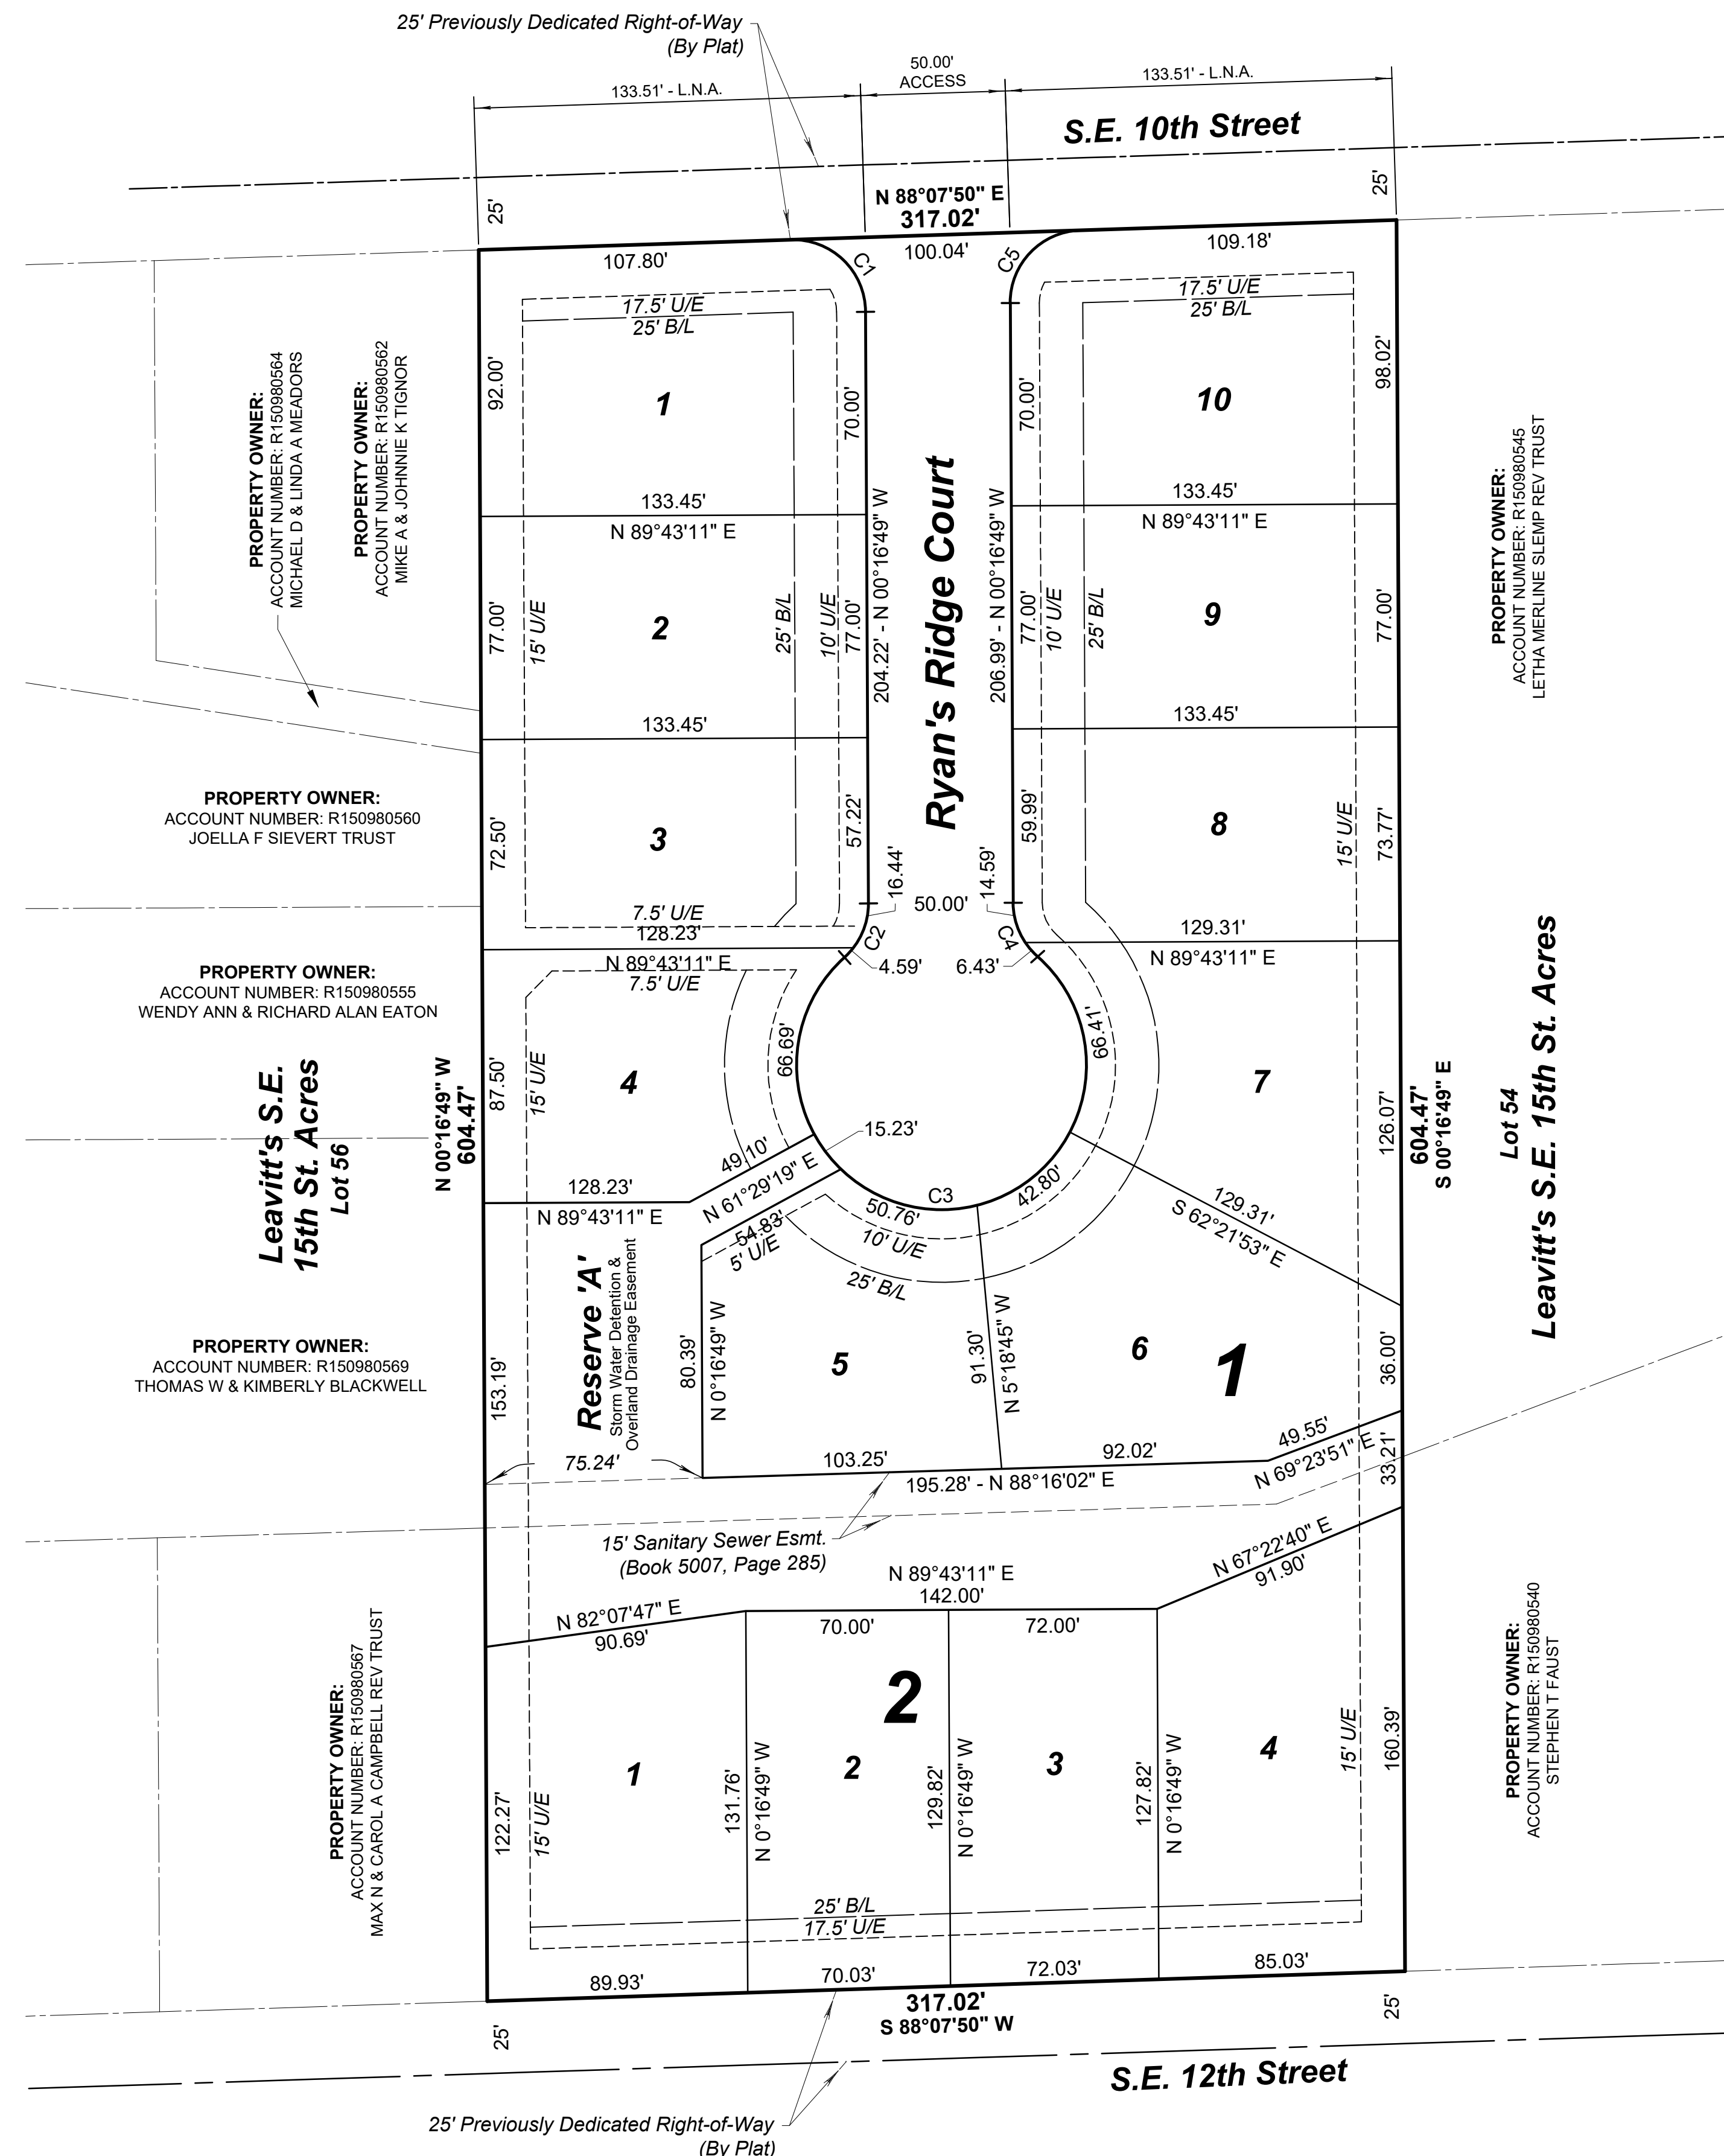 25' Previously Dedicated Right-of-Way
(By Plat)
133.51' - L.N.A.
50.00'
ACCESS
133.51' - L.N.A.
S.E. 10th Street
25'
N 88°07'50" E
317.02'
25'
107.80'
C1
100.04'
C5
109.18'
17.5' U/E
25' B/L
17.5' U/E
25' B/L
92.00'
1
70.00'
70.00'
10
98.02'
PROPERTY OWNER:
ACCOUNT NUMBER: R150980564
MICHAEL D & LINDA A MEADORS
PROPERTY OWNER:
ACCOUNT NUMBER: R150980562
MIKE A & JOHNNIE K TIGNOR
133.45'
N 89°43'11" E
133.45'
N 89°43'11" E
PROPERTY OWNER:
ACCOUNT NUMBER: R150980545
LETHA MERLINE SLEMP REV TRUST
77.00'
15' U/E
2
25' B/L
10' U/E
77.00'
204.22' - N 00°16'49" W
Ryan's Ridge Court
206.99' - N 00°16'49" W
77.00'
10' U/E
25' B/L
9
77.00'
133.45'
133.45'
72.50'
3
57.22'
59.99'
8
15' U/E
73.77'
PROPERTY OWNER:
ACCOUNT NUMBER: R150980560
JOELLA F SIEVERT TRUST
7.5' U/E
128.23'
N 89°43'11" E
7.5' U/E
16.44'
50.00'
14.59'
C2
C4
4.59'
6.43'
129.31'
N 89°43'11" E
PROPERTY OWNER:
ACCOUNT NUMBER: R150980555
WENDY ANN & RICHARD ALAN EATON
Leavitt's S.E.
15th St. Acres
Lot 56
N 00°16'49" W
604.47'
87.50'
15' U/E
4
66.69'
66.41'
7
126.07'
604.47'
S 00°16'49" E
Lot 54
Leavitt's S.E. 15th St. Acres
15.23'
49.10'
N 61°29'19" E
128.23'
N 89°43'11" E
54.83'
5' U/E
C3
50.76'
42.80'
10' U/E
25' B/L
129.31'
S 62°21'53" E
PROPERTY OWNER:
ACCOUNT NUMBER: R150980569
THOMAS W & KIMBERLY BLACKWELL
153.19'
Reserve 'A'
Storm Water Detention &
Overland Drainage Easement
80.39'
N 0°16'49" W
5
91.30'
N 5°18'45" W
6
1
36.00'
75.24'
103.25'
92.02'
195.28' - N 88°16'02" E
49.55'
N 69°23'51" E
33.21'
15' Sanitary Sewer Esmt.
(Book 5007, Page 285)
N 89°43'11" E
142.00'
N 67°22'40" E
91.90'
N 82°07'47" E
90.69'
70.00'
72.00'
2
PROPERTY OWNER:
ACCOUNT NUMBER: R150980567
MAX N & CAROL A CAMPBELL REV TRUST
122.27'
15' U/E
1
131.76'
N 0°16'49" W
2
129.82'
N 0°16'49" W
3
127.82'
N 0°16'49" W
4
15' U/E
160.39'
PROPERTY OWNER:
ACCOUNT NUMBER: R150980540
STEPHEN T FAUST
25' B/L
17.5' U/E
89.93'
70.03'
72.03'
85.03'
317.02'
S 88°07'50" W
25'
25'
S.E. 12th Street
25' Previously Dedicated Right-of-Way
(By Plat)